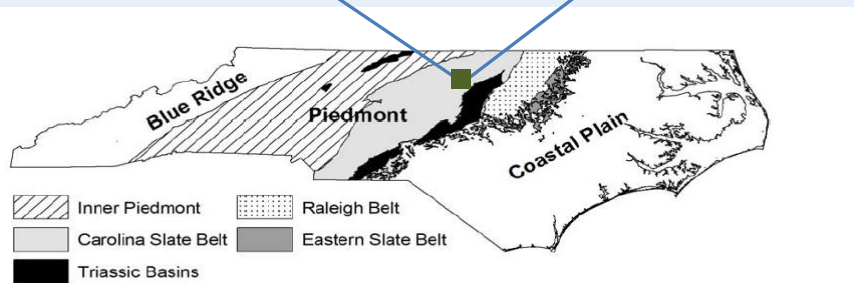 Blue Ridge
Piedmont
Coastal Plain
Inner Piedmont
Raleigh Belt
Carolina Slate Belt
Eastern Slate Belt
Triassic Basins